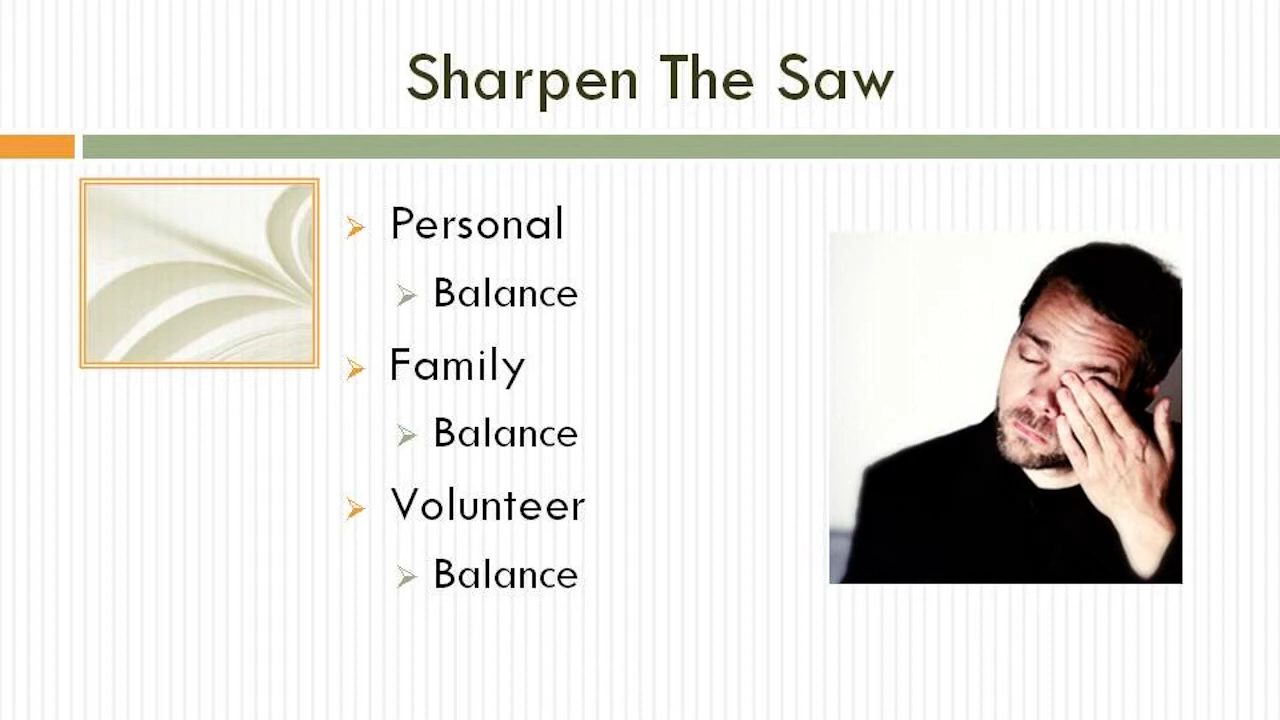 Sharpen The Saw
Personal
Balance
Family
Balance
Volunteer
Balance